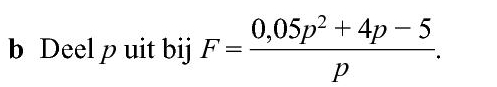 b Deel p uit bij F = (0,05p² + 4p − 5) / p.